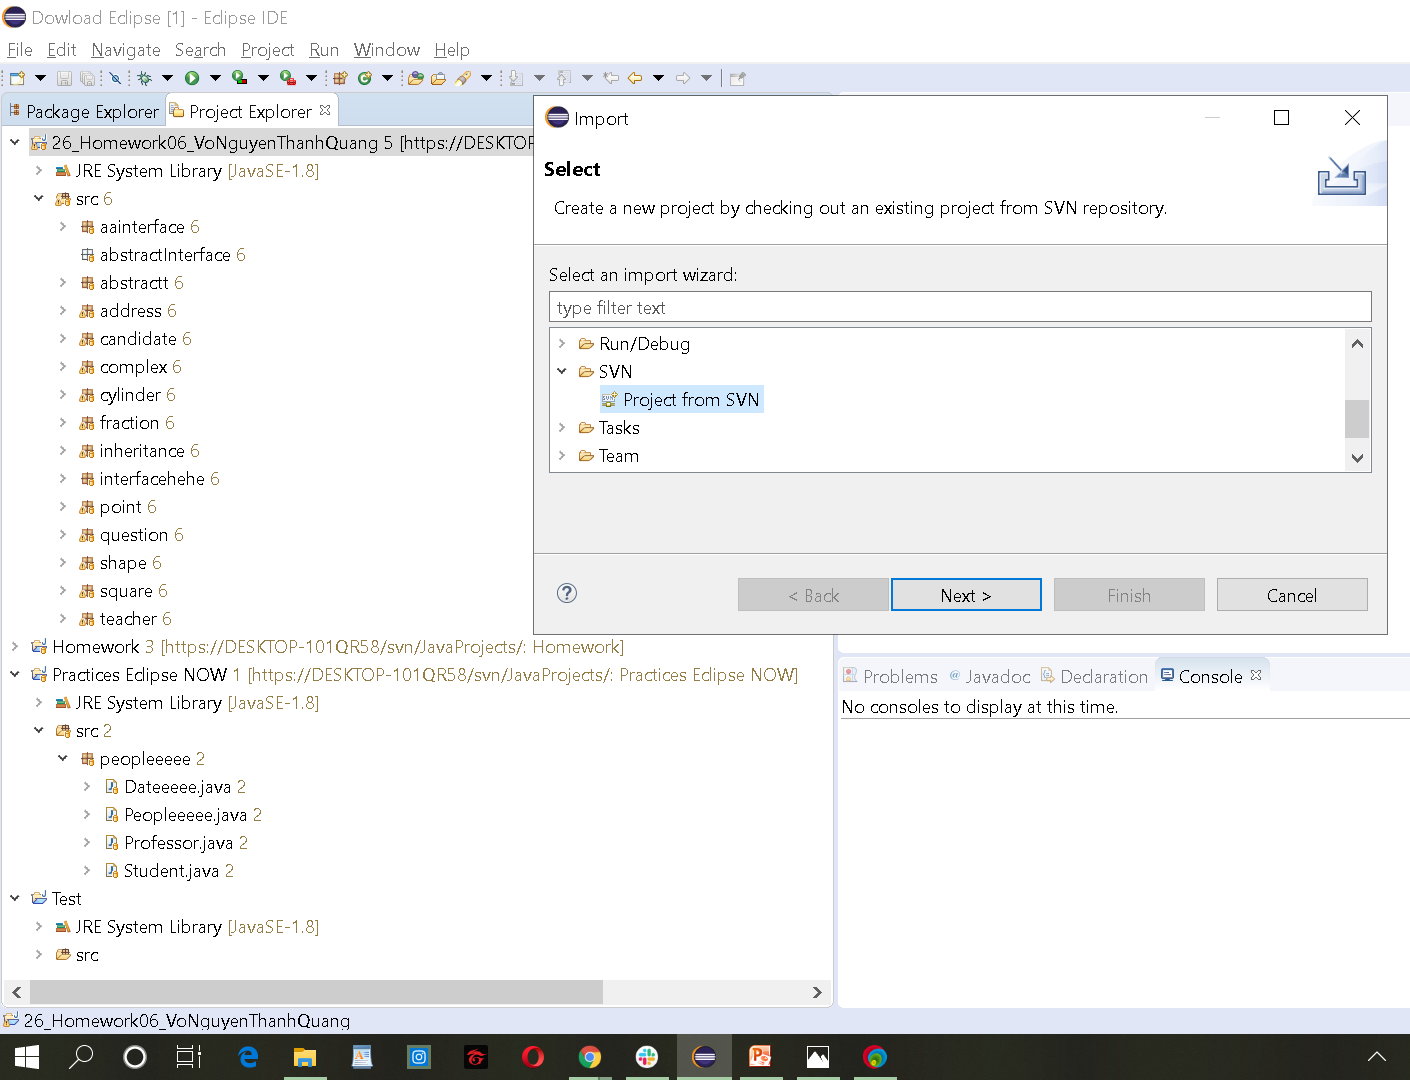 Dowload Eclipse [1] - Eclipse IDE
File Edit Navigate Search Project Run Window Help
Package Explorer Project Explorer
26_Homework06_VoNguyenThanhQuang 5 [https://DESKTOP
JRE System Library [JavaSE-1.8]
src 6
aainterface 6
abstractInterface 6
abstractt 6
address 6
candidate 6
complex 6
cylinder 6
fraction 6
inheritance 6
interfacehehe 6
point 6
question 6
shape 6
square 6
teacher 6
Homework 3 [https://DESKTOP-101QR58/svn/JavaProjects/: Homework]
Practices Eclipse NOW 1 [https://DESKTOP-101QR58/svn/JavaProjects/: Practices Eclipse NOW]
JRE System Library [JavaSE-1.8]
src 2
peopleeeee 2
Dateeeee.java 2
Peopleeeee.java 2
Professor.java 2
Student.java 2
Test
JRE System Library [JavaSE-1.8]
src
26_Homework06_VoNguyenThanhQuang
Import
Select
Create a new project by checking out an existing project from SVN repository.
Select an import wizard:
type filter text
Run/Debug
SVN
Project from SVN
Tasks
Team
< Back Next > Finish Cancel
Problems @ Javadoc Declaration Console
No consoles to display at this time.